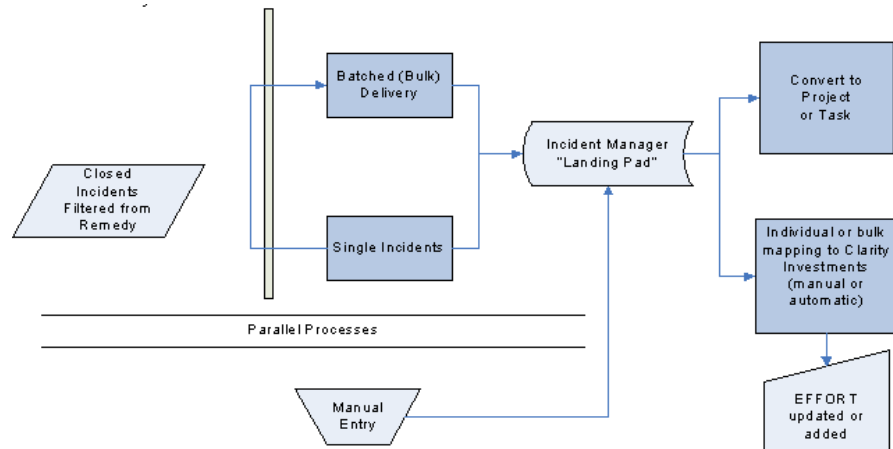 Batched (Bulk)
Delivery
Convert to
Project
or Task
Incident Manager
"Landing Pad"
Closed
Incidents
Filtered from
Remedy
Single Incidents
Individual or bulk
mapping to Clarity
Investments
(manual or
automatic)
Parallel Processes
Manual
Entry
EFFORT
updated or
added